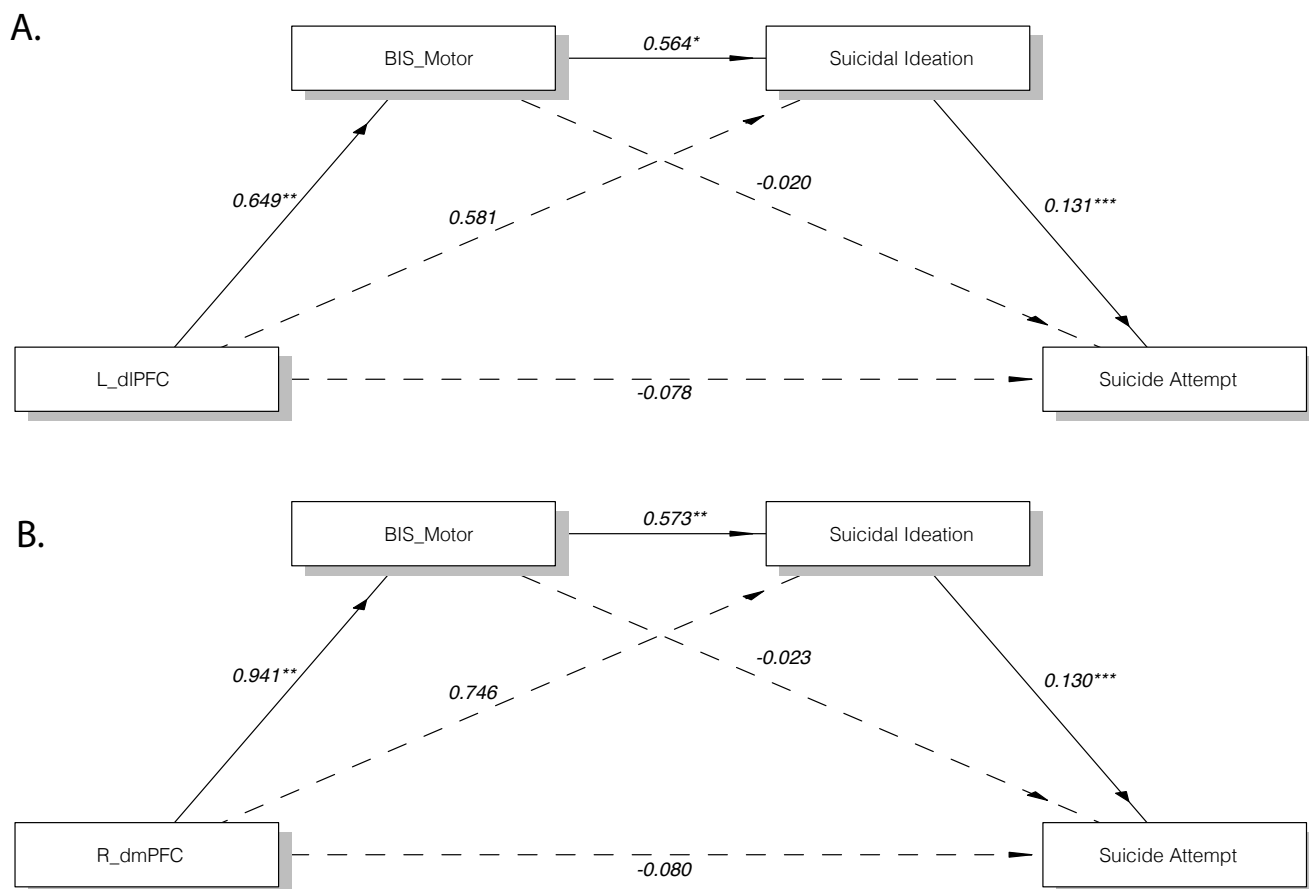 A.
BIS_Motor
0.564*
Suicidal Ideation
0.649**
0.581
-0.020
0.131***
L_dlPFC
-0.078
Suicide Attempt
B.
BIS_Motor
0.573**
Suicidal Ideation
0.941**
0.746
-0.023
0.130***
R_dmPFC
-0.080
Suicide Attempt